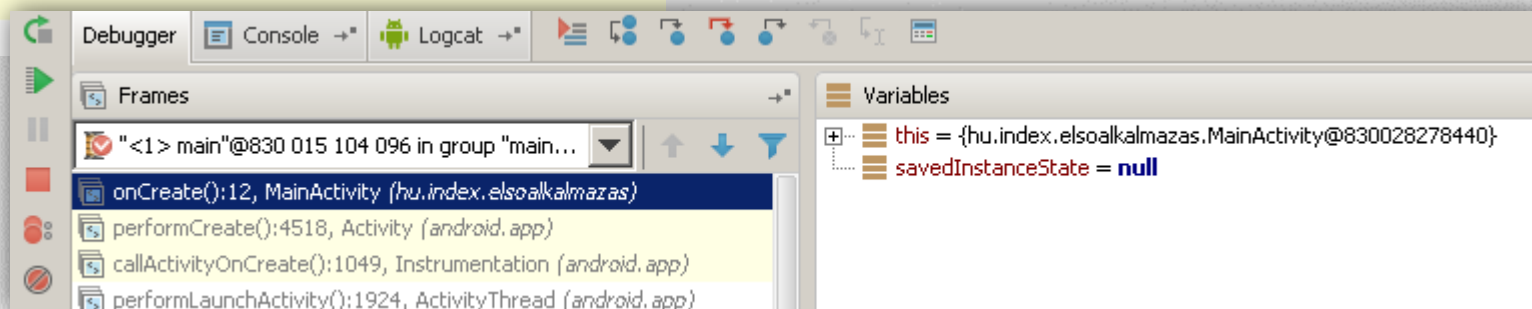 Debugger Console Logcat
Frames
Variables
"<1> main"@830 015 104 096 in group "main...
this = {hu.index.elsoalkalmazas.MainActivity@830028278440}
savedInstanceState = null
onCreate():12, MainActivity (hu.index.elsoalkalmazas)
performCreate():4518, Activity (android.app)
callActivityOnCreate():1049, Instrumentation (android.app)
performLaunchActivity():1924, ActivityThread (android.app)